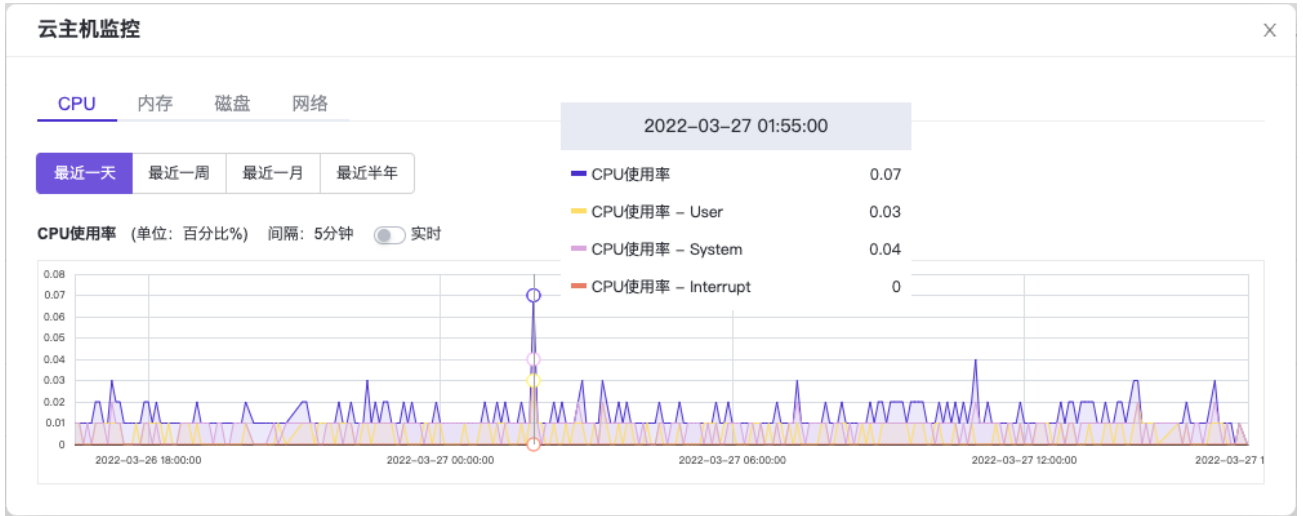 云主机监控
X
CPU 内存 磁盘 网络
最近一天 最近一周 最近一月 最近半年
2022-03-27 01:55:00
CPU使用率 0.07
CPU使用率 - User 0.03
CPU使用率 - System 0.04
CPU使用率 - Interrupt 0
CPU使用率 (单位: 百分比%) 间隔: 5分钟 实时
0.08
0.07
0.06
0.05
0.04
0.03
0.02
0.01
0
2022-03-26 18:00:00 2022-03-27 00:00:00 2022-03-27 06:00:00 2022-03-27 12:00:00 2022-03-27 1